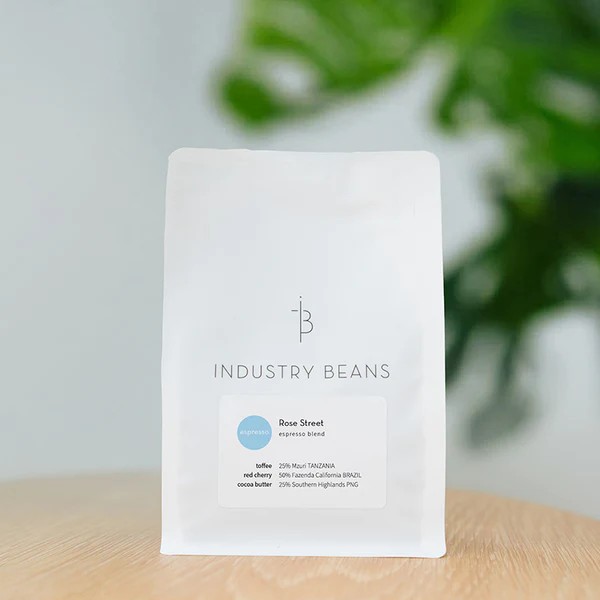 INDUSTRY BEANS
espresso
Rose Street
espresso blend
toffee 25% Mzuri TANZANIA
red cherry 50% Fazenda California BRAZIL
cocoa butter 25% Southern Highlands PNG